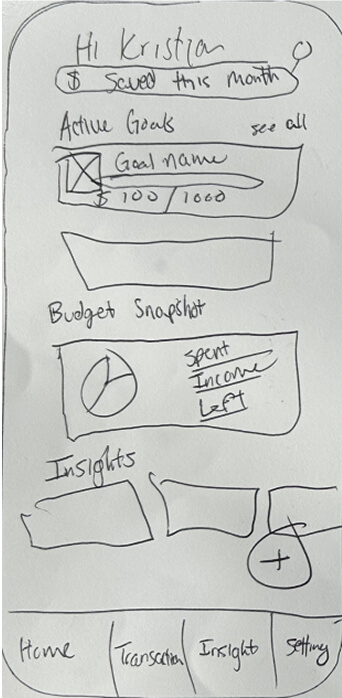 Hi Kristian
$ Saved this month
Active Goals see all
Goal name
$ 100 / 1000
Budget Snapshot
Spent
Income
Left
Insights
+
Home Transaction Insight Setting